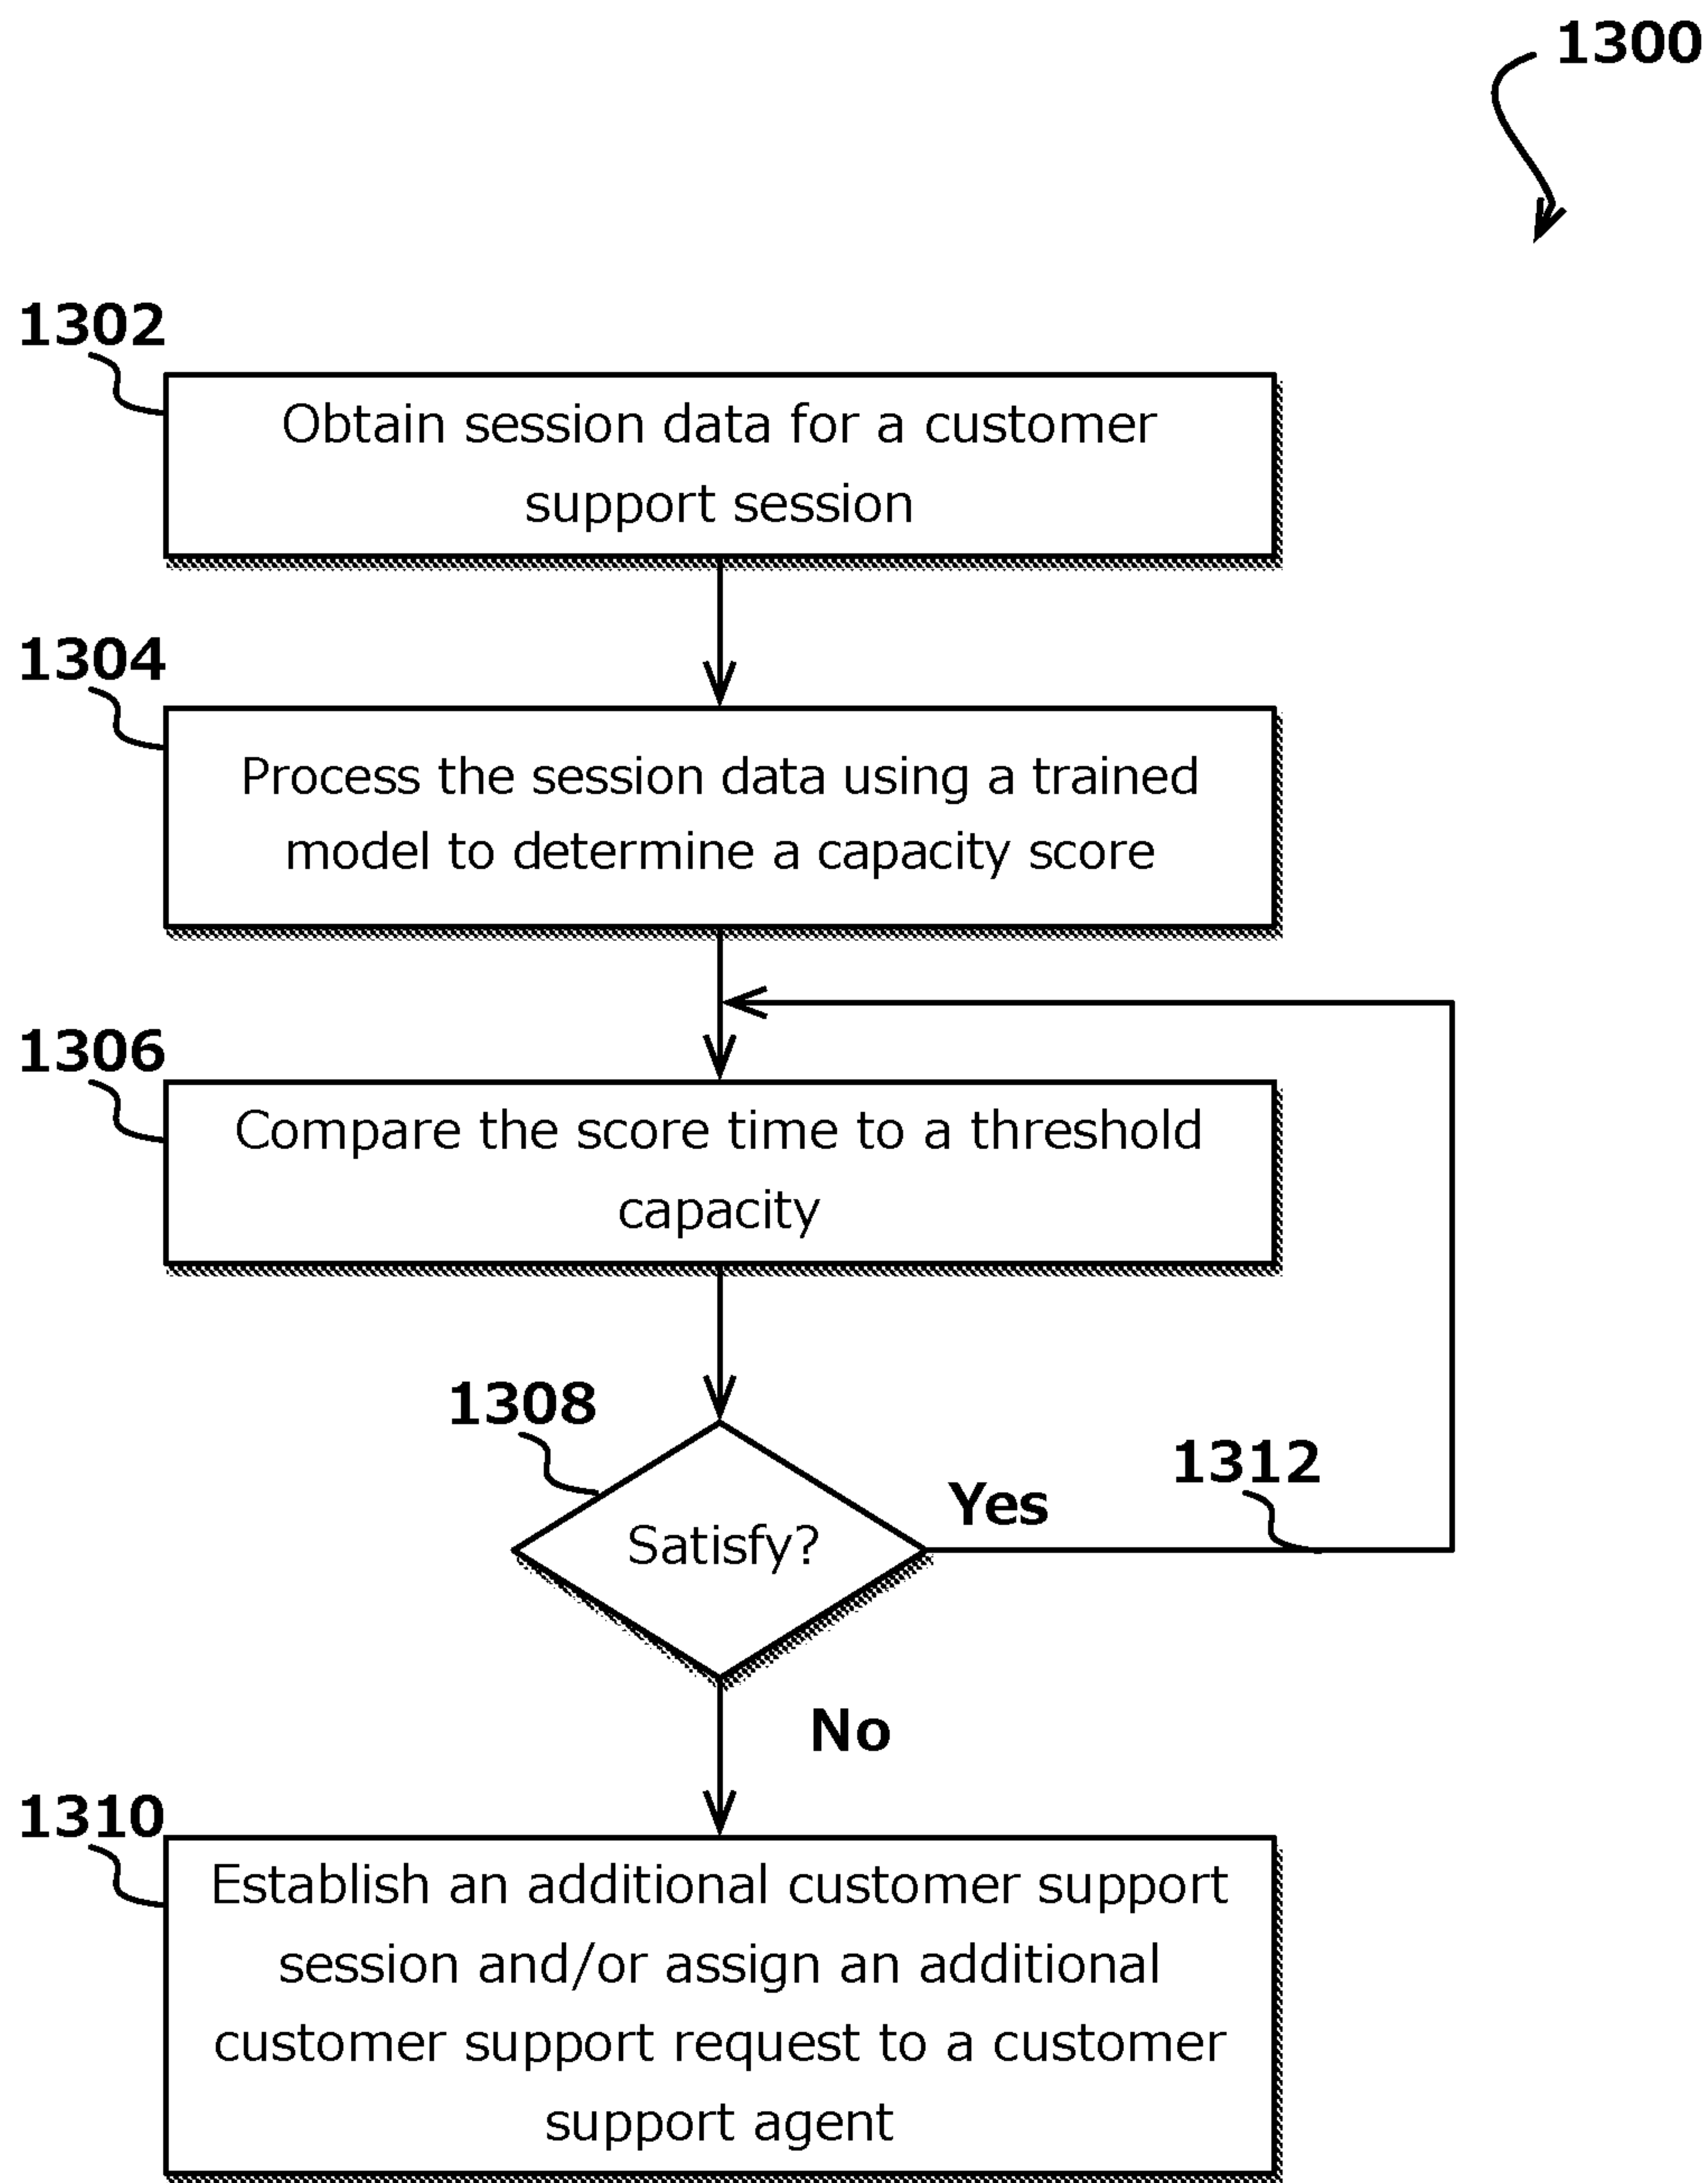 1300
1302
Obtain session data for a customer
support session
1304
Process the session data using a trained
model to determine a capacity score
1306
Compare the score time to a threshold
capacity
1308
Satisfy?
Yes
1312
No
1310
Establish an additional customer support
session and/or assign an additional
customer support request to a customer
support agent